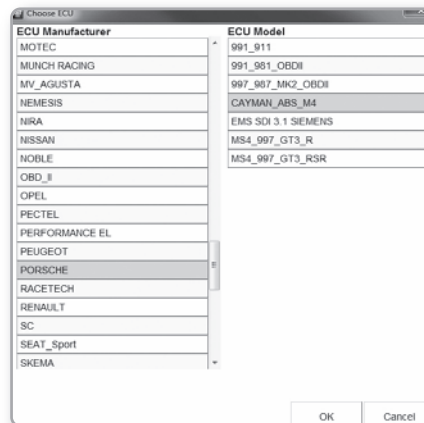 Choose ECU
ECU Manufacturer
MOTEC
MUNCH RACING
MV_AGUSTA
NEMESIS
NIRA
NISSAN
NOBLE
OBD_II
OPEL
PECTEL
PERFORMANCE EL
PEUGEOT
PORSCHE
RACETECH
RENAULT
SC
SEAT_Sport
SKEMA
ECU Model
991_911
991_981_OBDII
997_987_MK2_OBDII
CAYMAN_ABS_M4
EMS SDI 3.1 SIEMENS
MS4_997_GT3_R
MS4_997_GT3_RSR
OK
Cancel